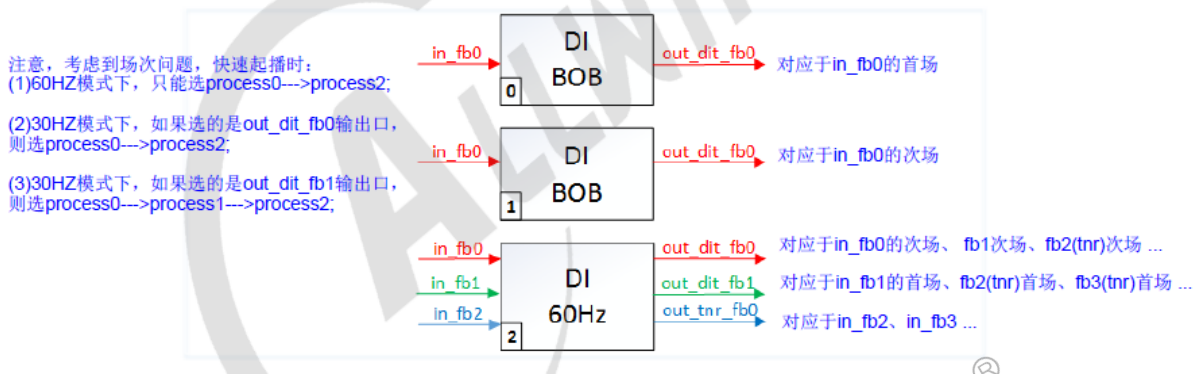 注意，考虑到场次问题，快速起播时：
(1)60HZ模式下，只能选process0--->process2;
(2)30HZ模式下，如果选的是out_dit_fb0输出口，
则选process0--->process2;
(3)30HZ模式下，如果选的是out_dit_fb1输出口，
则选process0--->process1--->process2;
in_fb0
DI
BOB
0
out_dit_fb0
对应于in_fb0的首场
in_fb0
DI
BOB
1
out_dit_fb0
对应于in_fb0的次场
in_fb0
in_fb1
in_fb2
DI
60Hz
2
out_dit_fb0
对应于in_fb0的次场、 fb1次场、fb2(tnr)次场 ...
out_dit_fb1
对应于in_fb1的首场、fb2(tnr)首场、fb3(tnr)首场 ...
out_tnr_fb0
对应于in_fb2、in_fb3 ...